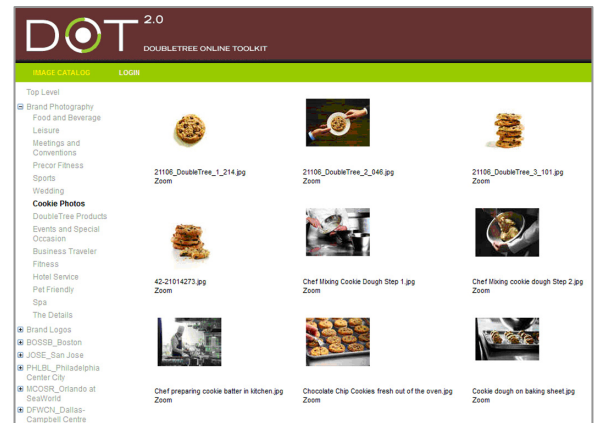 DOT 2.0
DOUBLETREE ONLINE TOOLKIT
IMAGE CATALOG LOGIN
Top Level
Brand Photography
Food and Beverage
Leisure
Meetings and
Conventions
Precor Fitness
Sports
Wedding
Cookie Photos
DoubleTree Products
Events and Special
Occasion
Business Traveler
Fitness
Hotel Service
Pet Friendly
Spa
The Details
Brand Logos
BOSSB_Boston
JOSE_San Jose
PHLBL_Philadelphia
Center City
MCOSR_Orlando at
SeaWorld
DFWCN_Dallas-
Campbell Centre
21106_DoubleTree_1_214.jpg
Zoom
21106_DoubleTree_2_046.jpg
Zoom
21106_DoubleTree_3_101.jpg
Zoom
42-21014273.jpg
Zoom
Chef Mixing Cookie Dough Step 1.jpg
Zoom
Chef Mixing cookie dough Step 2.jpg
Zoom
Chef preparing cookie batter in kitchen.jpg
Zoom
Chocolate Chip Cookies fresh out of the oven.jpg
Zoom
Cookie dough on baking sheet.jpg
Zoom